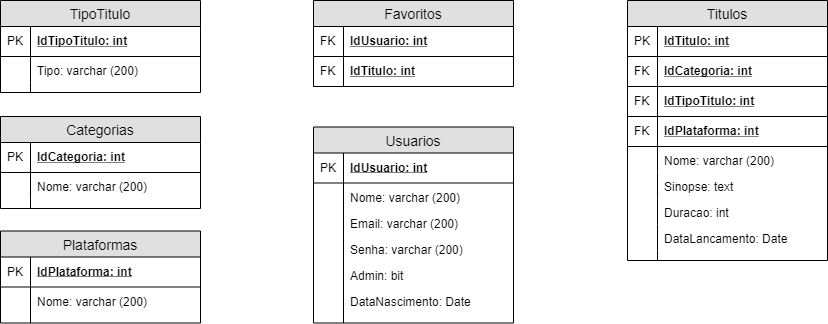 TipoTitulo
PK IdTipoTitulo: int
Tipo: varchar (200)
Categorias
PK IdCategoria: int
Nome: varchar (200)
Plataformas
PK IdPlataforma: int
Nome: varchar (200)
Favoritos
FK IdUsuario: int
FK IdTitulo: int
Usuarios
PK IdUsuario: int
Nome: varchar (200)
Email: varchar (200)
Senha: varchar (200)
Admin: bit
DataNascimento: Date
Titulos
PK IdTitulo: int
FK IdCategoria: int
FK IdTipoTitulo: int
FK IdPlataforma: int
Nome: varchar (200)
Sinopse: text
Duracao: int
DataLancamento: Date